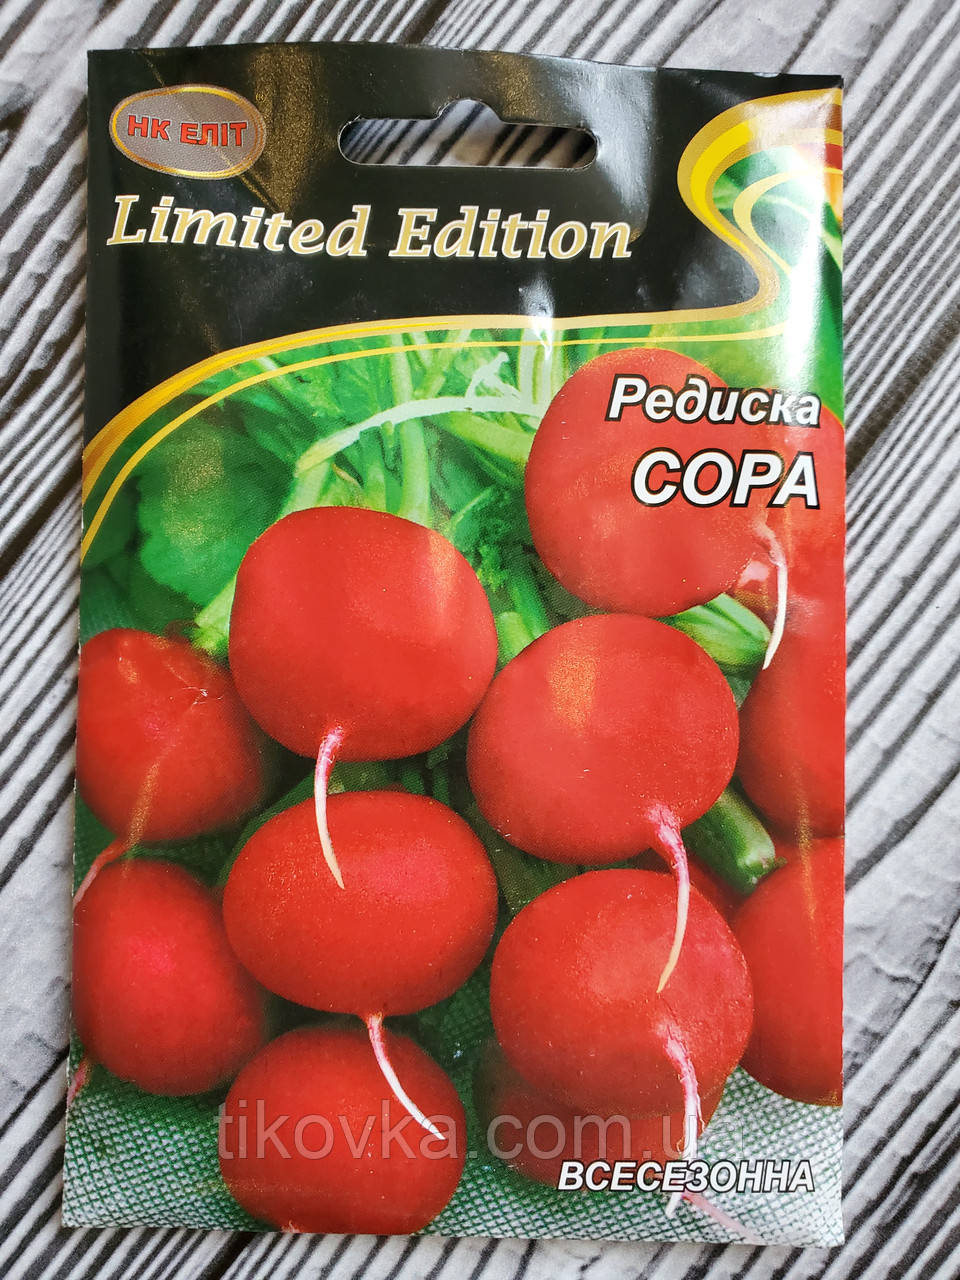 НК ЕЛІТ
Limited Edition
Редиска
СОРА
tikovka.com.ua
ВСЕСЕЗОННА